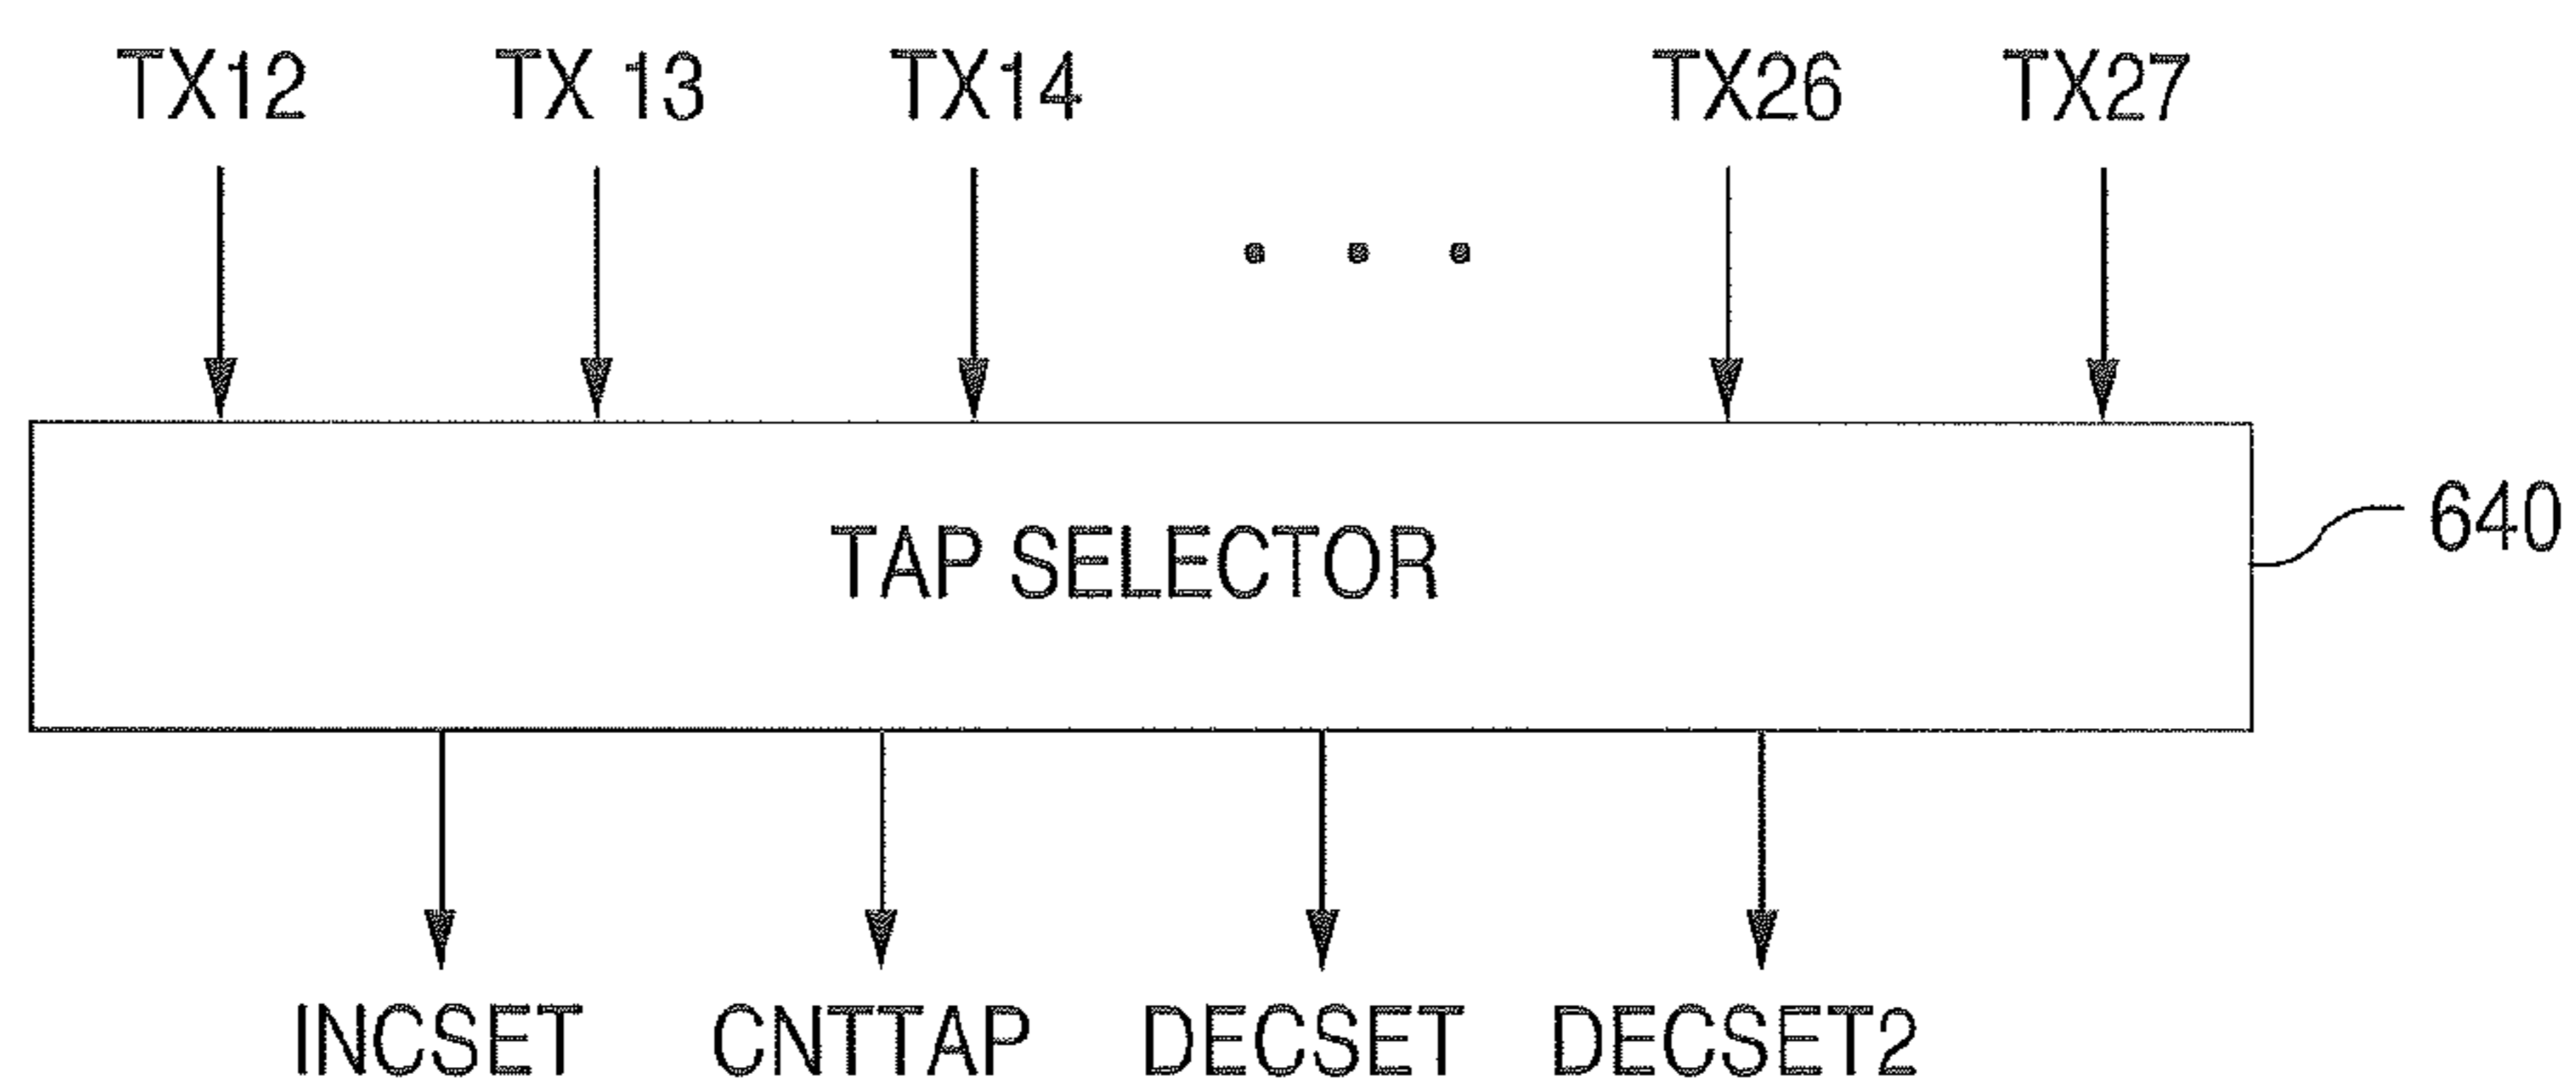 TX12 TX 13 TX14 TX26 TX27
TAP SELECTOR
640
INCSET CNTTAP DECSET DECSET2